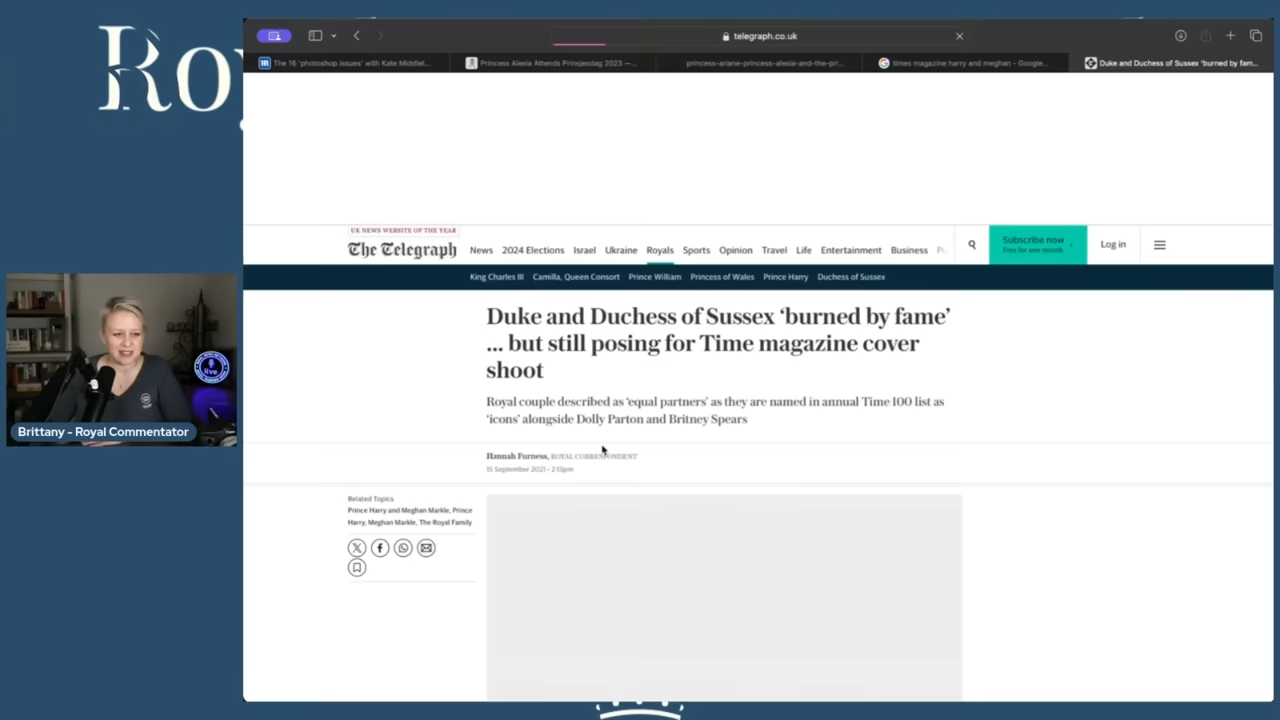 Ro
telegraph.co.uk
The 16 'photoshop issues' with Kate Middlet...
Princess Alexia Attends Prinsjesdag 2023 —...
princess-ariane-princess-alexia-and-the-pri...
times magazine harry and meghan - Google...
Duke and Duchess of Sussex 'burned by fam...
UK NEWS WEBSITE OF THE YEAR
The Telegraph
News 2024 Elections Israel Ukraine Royals Sports Opinion Travel Life Entertainment Business
Subscribe now
Free for one month
Log in
King Charles III Camilla, Queen Consort Prince William Princess of Wales Prince Harry Duchess of Sussex
Duke and Duchess of Sussex ‘burned by fame’
... but still posing for Time magazine cover
shoot
Royal couple described as ‘equal partners’ as they are named in annual Time 100 list as
‘icons’ alongside Dolly Parton and Britney Spears
Hannah Furness, ROYAL CORRESPONDENT
15 September 2021 • 2:13pm
Related Topics
Prince Harry and Meghan Markle, Prince
Harry, Meghan Markle, The Royal Family
live
Brittany - Royal Commentator